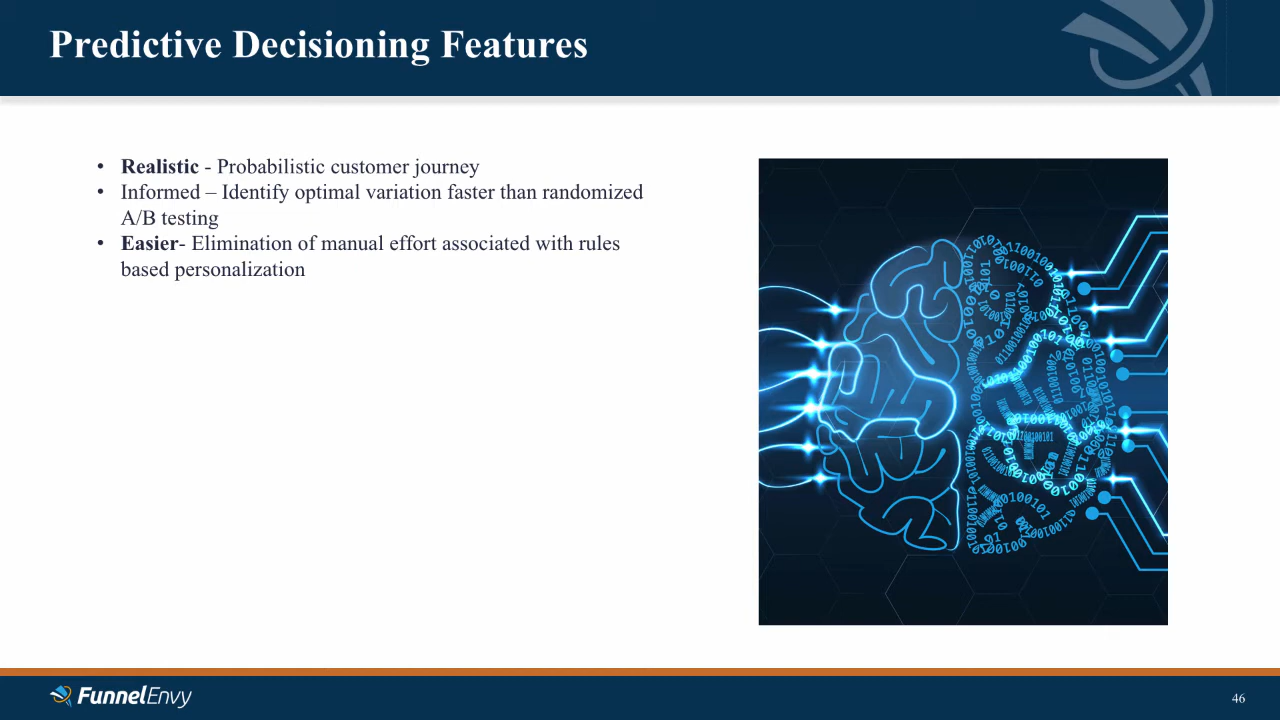 Predictive Decisioning Features
• Realistic - Probabilistic customer journey
• Informed – Identify optimal variation faster than randomized
A/B testing
• Easier- Elimination of manual effort associated with rules
based personalization
FunnelEnvy
46